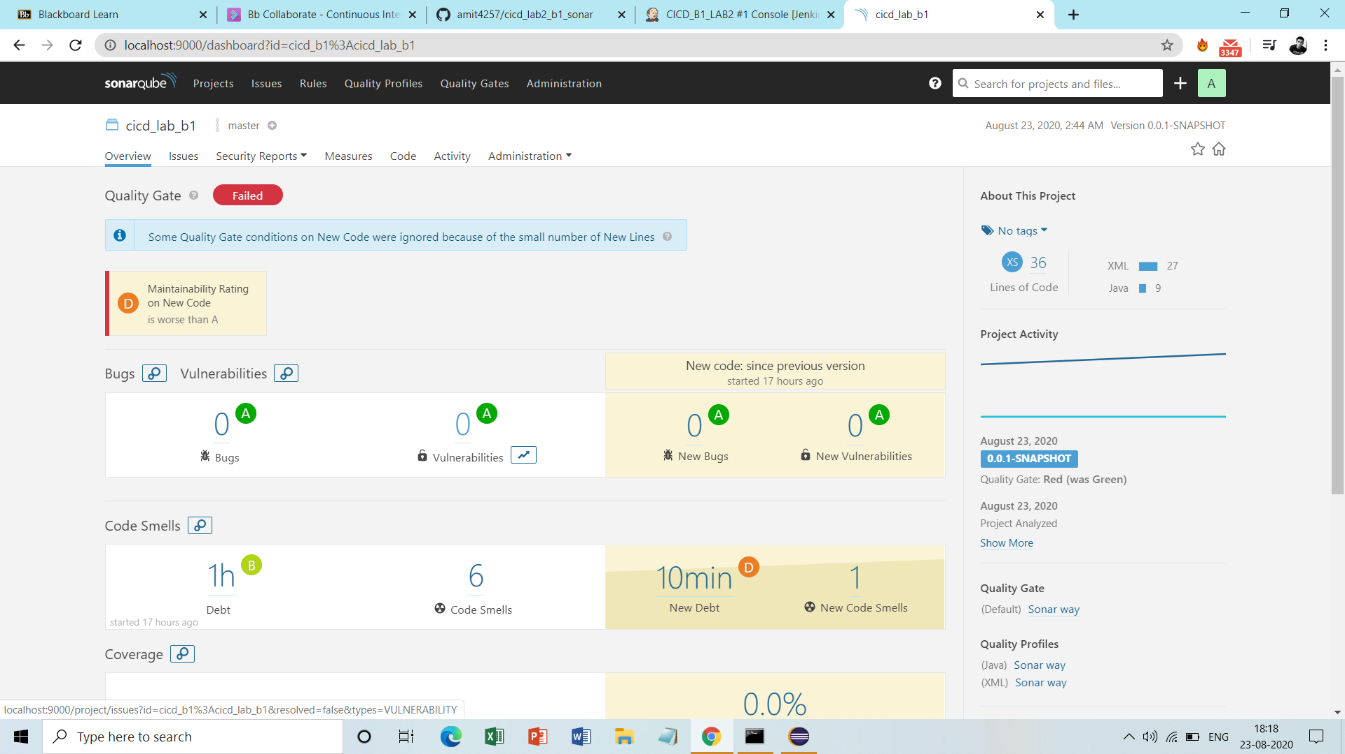 Blackboard Learn
Bb Collaborate - Continuous Inte
amit4257/cicd_lab2_b1_sonar
CICD_B1_LAB2 #1 Console [Jenki
cicd_lab_b1
localhost:9000/dashboard?id=cicd_b1%3Acicd_lab_b1
3347
sonarqube Projects Issues Rules Quality Profiles Quality Gates Administration
Search for projects and files...
A
cicd_lab_b1 master
August 23, 2020, 2:44 AM Version 0.0.1-SNAPSHOT
Overview Issues Security Reports Measures Code Activity Administration
Quality Gate Failed
Some Quality Gate conditions on New Code were ignored because of the small number of New Lines
D
Maintainability Rating
on New Code
is worse than A
Bugs Vulnerabilities
New code: since previous version
started 17 hours ago
0 A 0 A 0 A 0 A
Bugs Vulnerabilities New Bugs New Vulnerabilities
Code Smells
1h B 6 10min D 1
Debt Code Smells New Debt New Code Smells
started 17 hours ago
Coverage
0.0%
About This Project
No tags
XS 36
Lines of Code
XML 27
Java 9
Project Activity
August 23, 2020
0.0.1-SNAPSHOT
Quality Gate: Red (was Green)
August 23, 2020
Project Analyzed
Show More
Quality Gate
(Default) Sonar way
Quality Profiles
(Java) Sonar way
(XML) Sonar way
localhost:9000/project/issues?id=cicd_b1%3Acicd_lab_b1&resolved=false&types=VULNERABILITY
Type here to search
ENG
18:18
23-08-2020